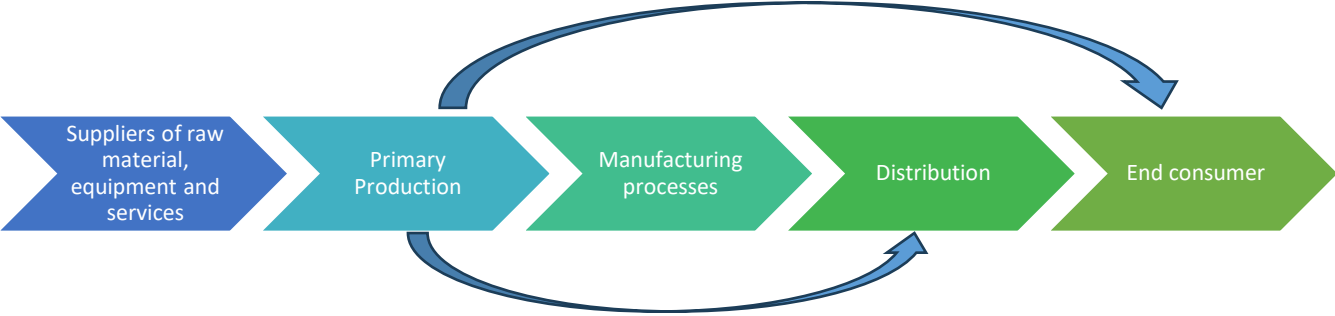 Suppliers of raw
material,
equipment and
services
Primary
Production
Manufacturing
processes
Distribution
End consumer